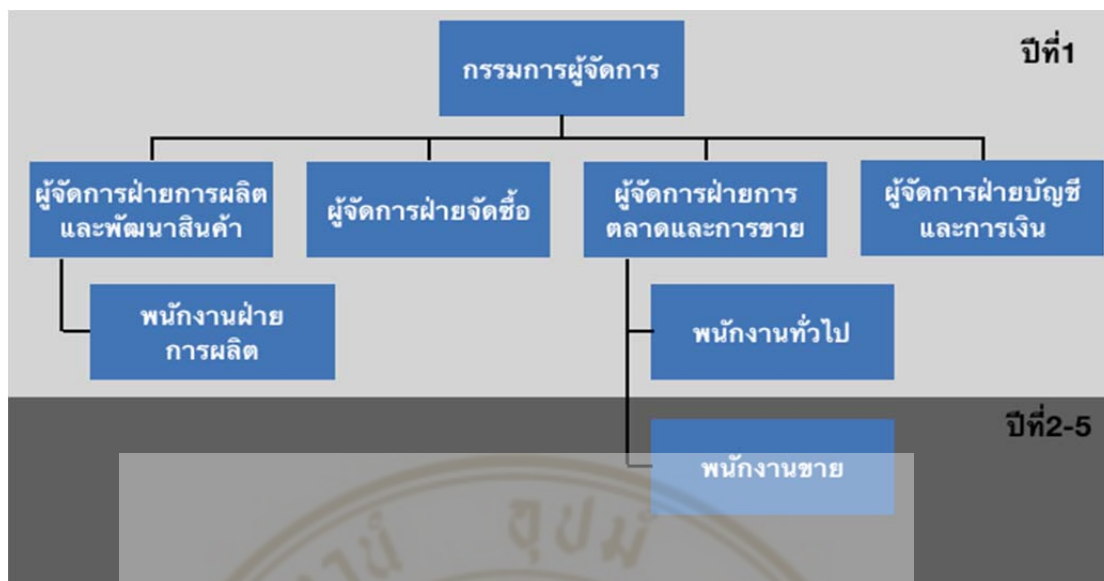 ปีที่1
กรรมการผู้จัดการ
ผู้จัดการฝ่ายการผลิต
และพัฒนาสินค้า
ผู้จัดการฝ่ายจัดซื้อ
ผู้จัดการฝ่ายการ
ตลาดและการขาย
ผู้จัดการฝ่ายบัญชี
และการเงิน
พนักงานฝ่าย
การผลิต
พนักงานทั่วไป
ปีที่2-5
พนักงานขาย